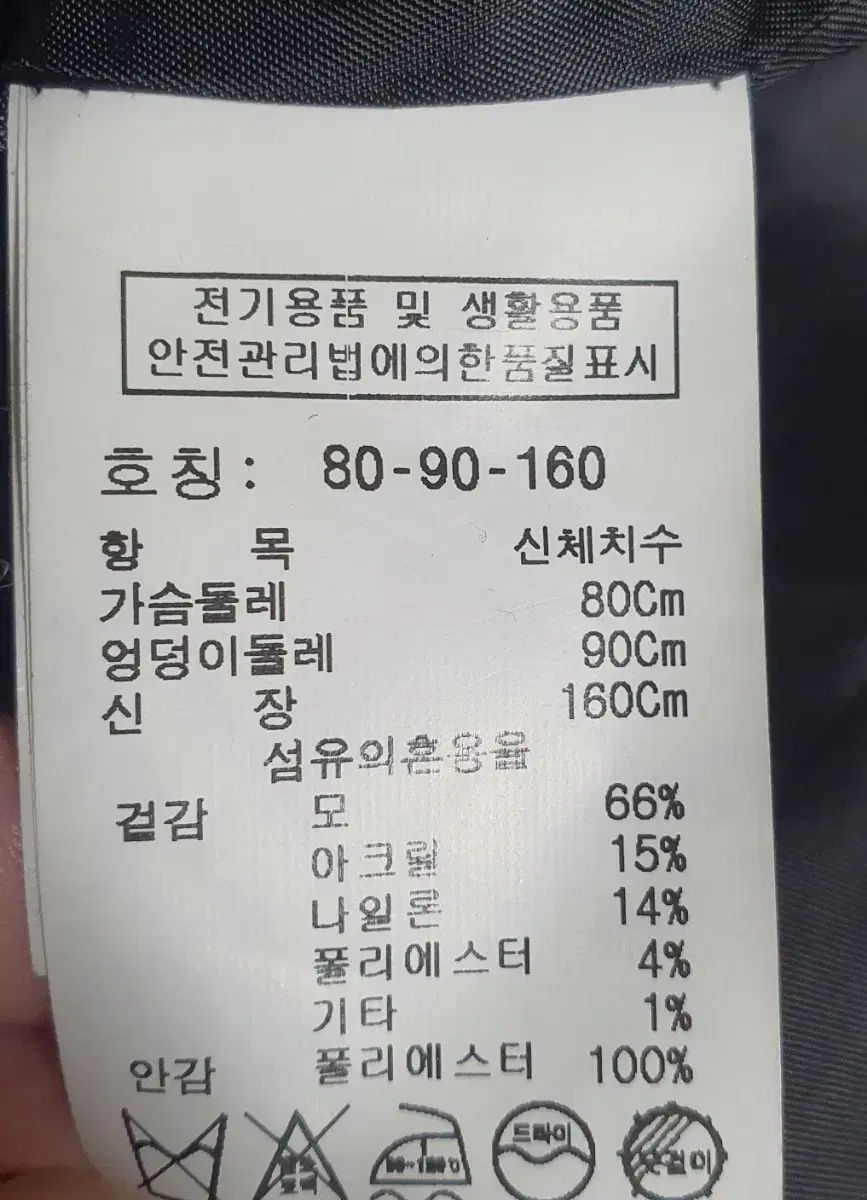 전기용품 및 생활용품
안전관리법에의한품질표시
호칭: 80-90-160
항 목 신체치수
가슴둘레 80Cm
엉덩이둘레 90Cm
신 장 160Cm
섬유의혼용율
겉감 모 66%
아크릴 15%
나일론 14%
폴리에스터 4%
기타 1%
안감 폴리에스터 100%
드라이
옷걸이